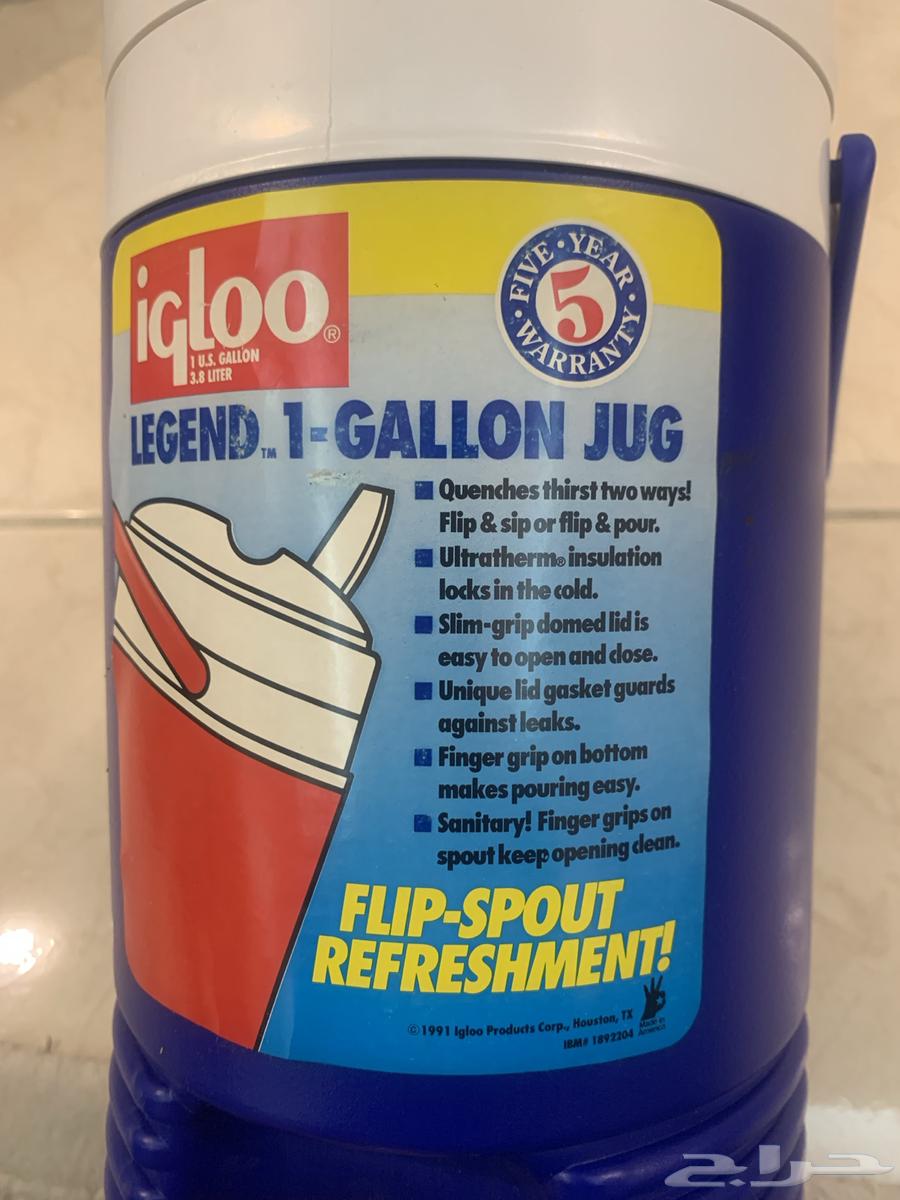 igloo®
1 U.S. GALLON
3.8 LITER
FIVE · YEAR · WARRANTY ·
5
LEGEND™ 1-GALLON JUG
■ Quenches thirst two ways!
Flip & sip or flip & pour.
■ Ultratherm® insulation
locks in the cold.
■ Slim-grip domed lid is
easy to open and close.
■ Unique lid gasket guards
against leaks.
■ Finger grip on bottom
makes pouring easy.
■ Sanitary! Finger grips on
spout keep opening clean.
FLIP-SPOUT
REFRESHMENT!
©1991 Igloo Products Corp., Houston, TX
IBM# 1892204
Made in
America
حراج